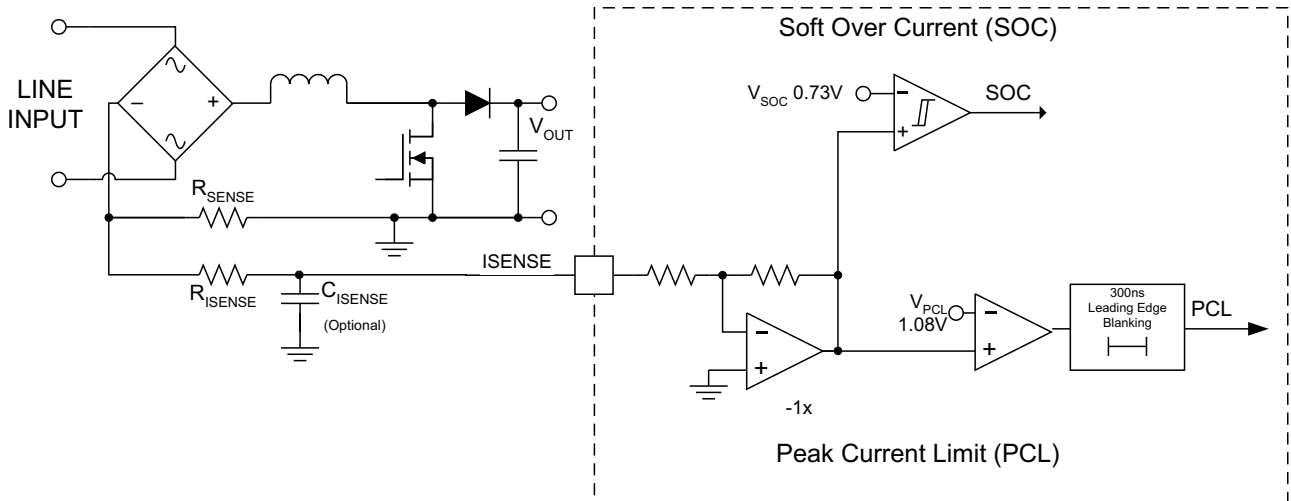 Soft Over Current (SOC)
LINE
INPUT
−
+
V_SOC 0.73V
−
+
SOC
V_OUT
R_SENSE
ISENSE
R_ISENSE
C_ISENSE
(Optional)
−
+
-1x
V_PCL
1.08V
−
+
300ns
Leading Edge
Blanking
PCL
Peak Current Limit (PCL)